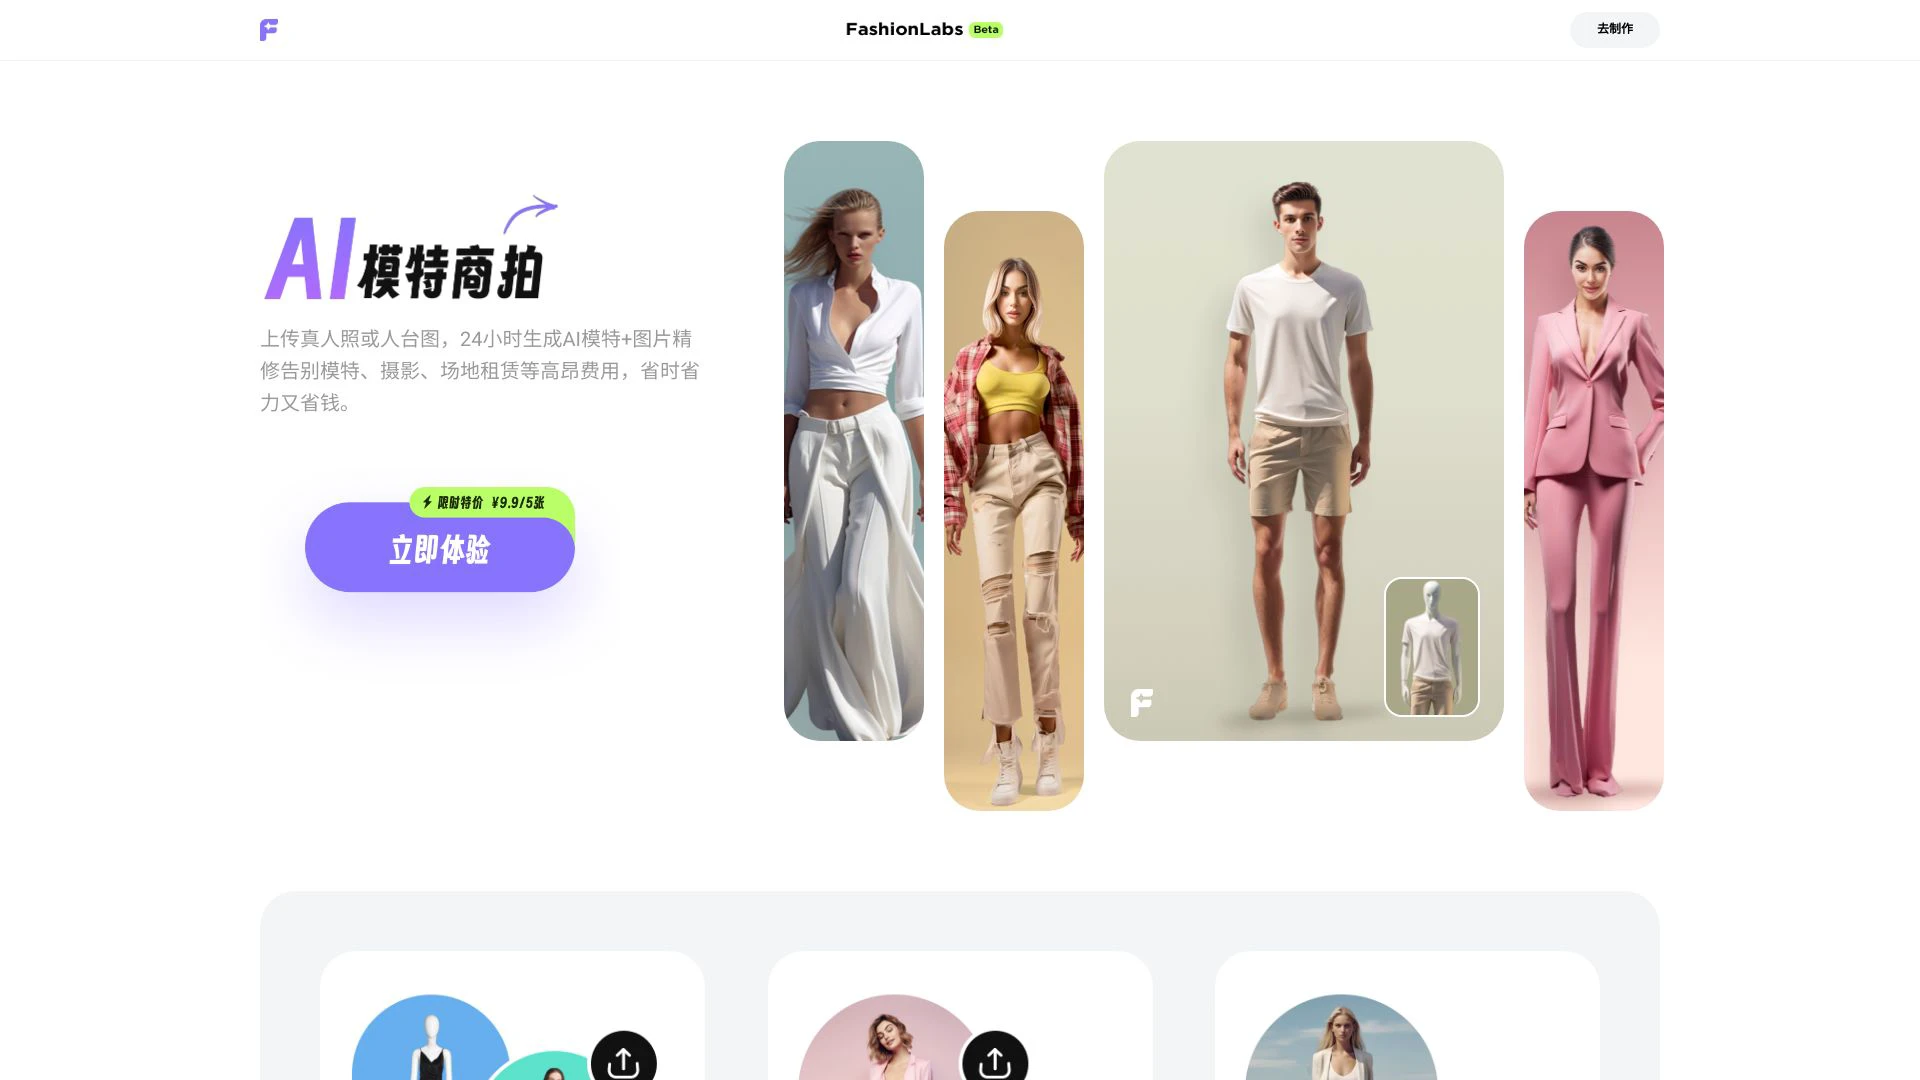 FashionLabs Beta
去制作
AI模特商拍
上传真人照或人台图，24小时生成AI模特+图片精
修告别模特、摄影、场地租赁等高昂费用，省时省
力又省钱。
限时特价 ¥9.9/5张
立即体验